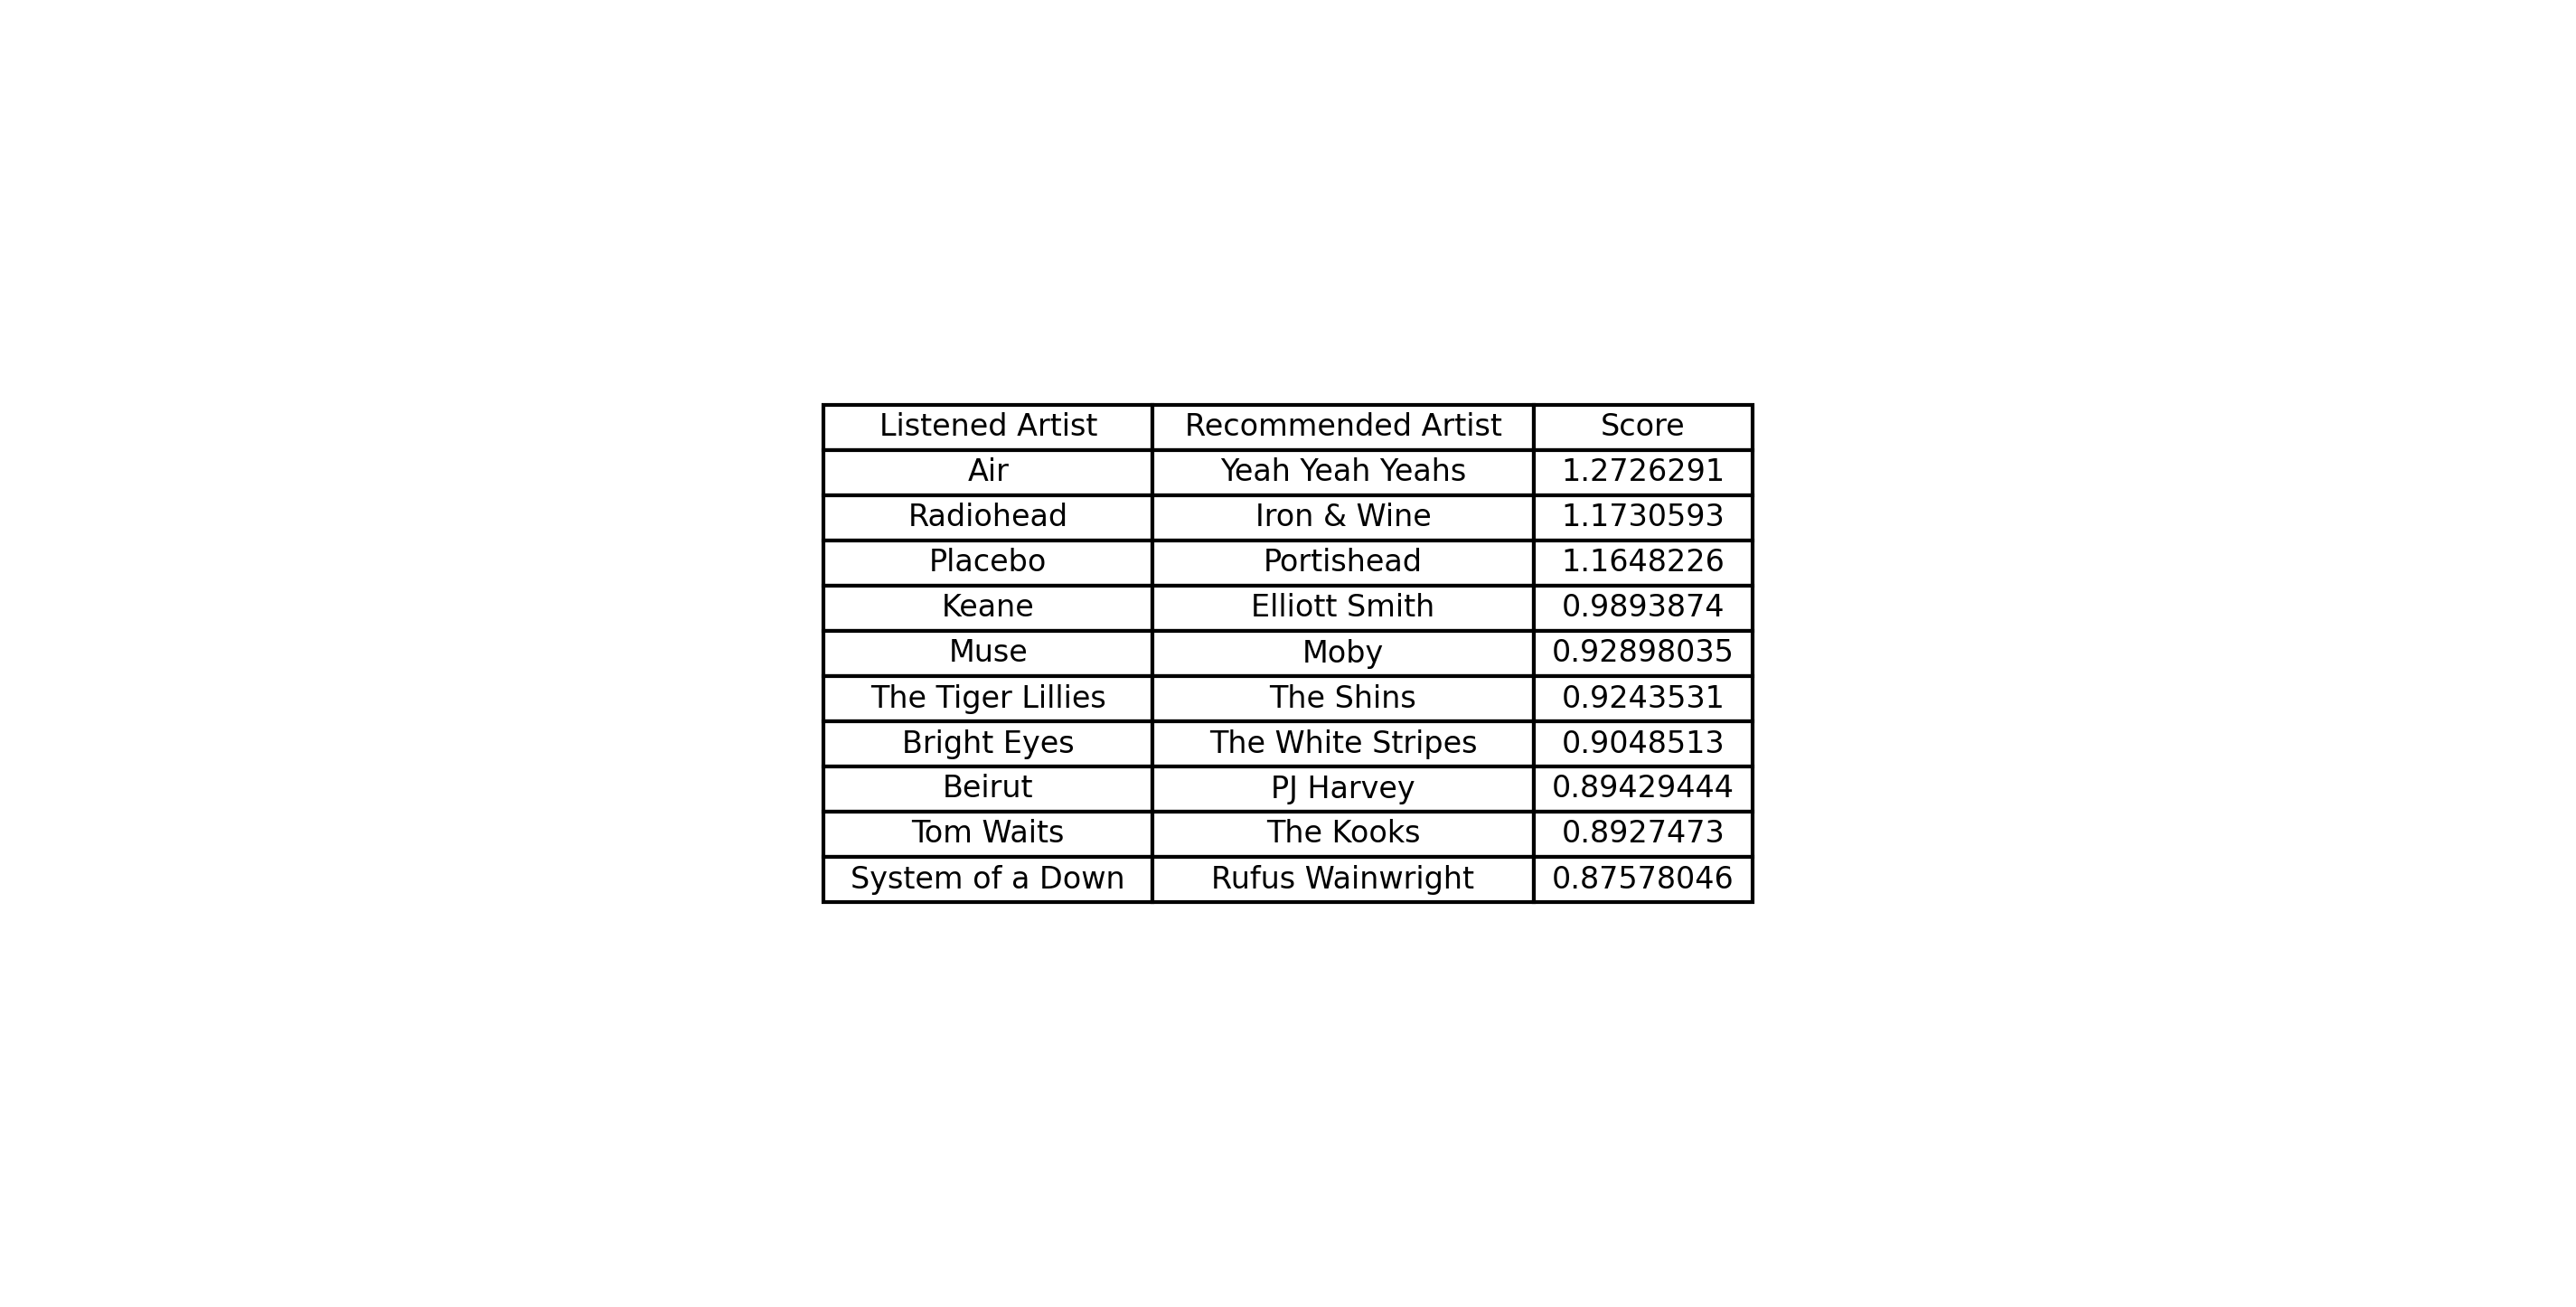 Listened Artist Recommended Artist Score
Air Yeah Yeah Yeahs 1.2726291
Radiohead Iron & Wine 1.1730593
Placebo Portishead 1.1648226
Keane Elliott Smith 0.9893874
Muse Moby 0.92898035
The Tiger Lillies The Shins 0.9243531
Bright Eyes The White Stripes 0.9048513
Beirut PJ Harvey 0.89429444
Tom Waits The Kooks 0.8927473
System of a Down Rufus Wainwright 0.87578046